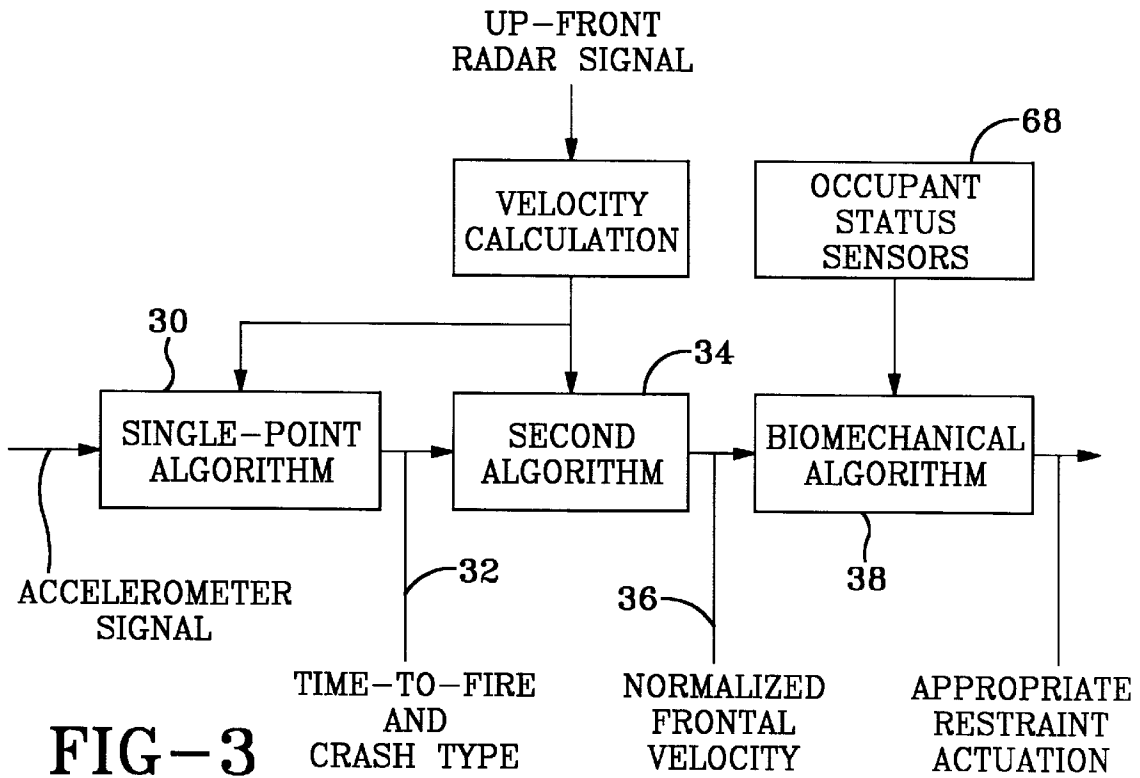 UP-FRONT
RADAR SIGNAL
68
VELOCITY
CALCULATION
OCCUPANT
STATUS
SENSORS
30
34
SINGLE-POINT
ALGORITHM
SECOND
ALGORITHM
BIOMECHANICAL
ALGORITHM
32
36
38
ACCELEROMETER
SIGNAL
TIME-TO-FIRE
AND
CRASH TYPE
NORMALIZED
FRONTAL
VELOCITY
APPROPRIATE
RESTRAINT
ACTUATION
FIG-3